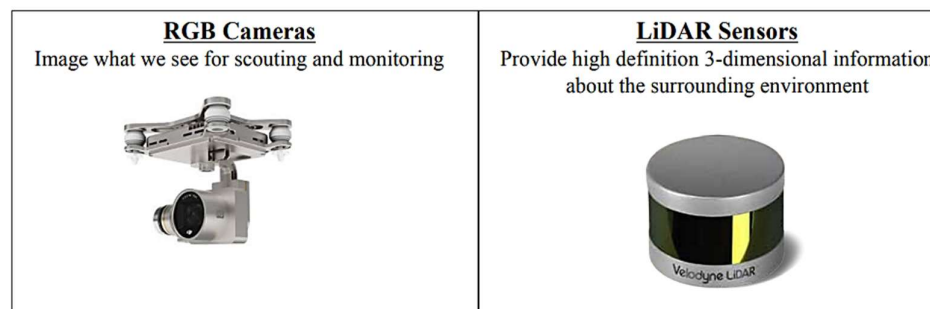 RGB Cameras
Image what we see for scouting and monitoring
LiDAR Sensors
Provide high definition 3-dimensional information
about the surrounding environment
Velodyne LiDAR